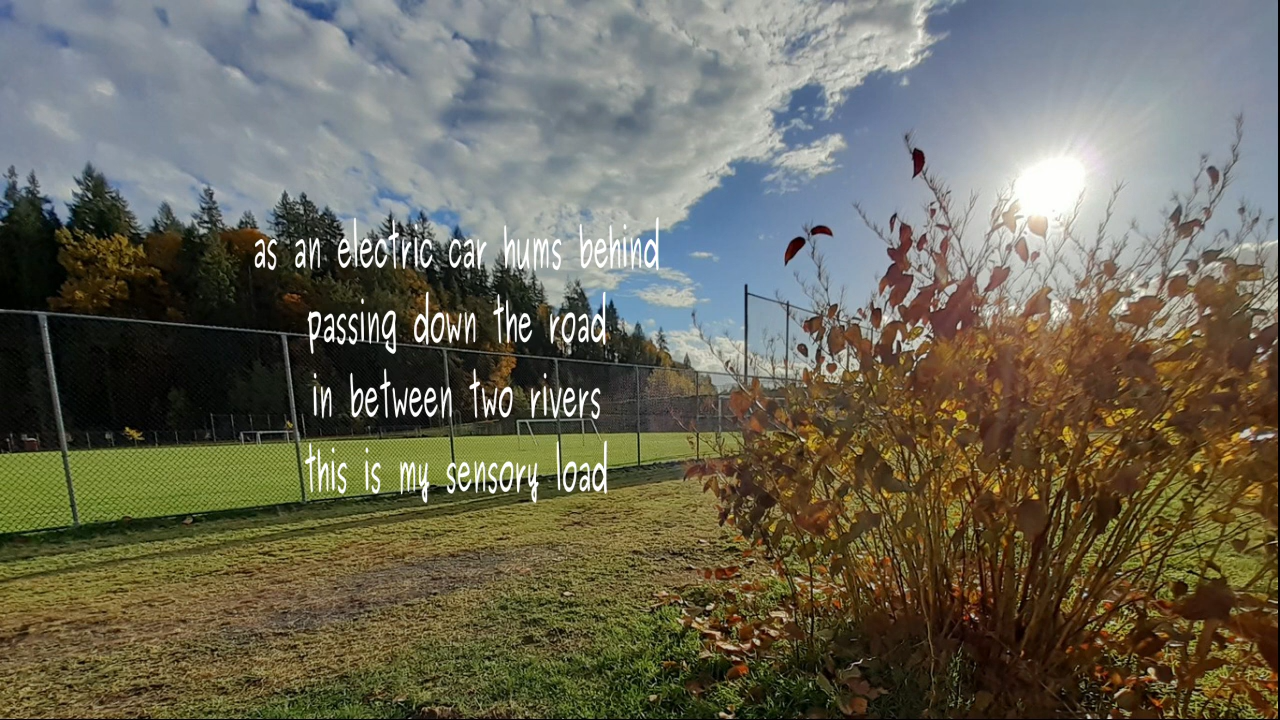 as an electric car hums behind
passing down the road
in between two rivers
this is my sensory load